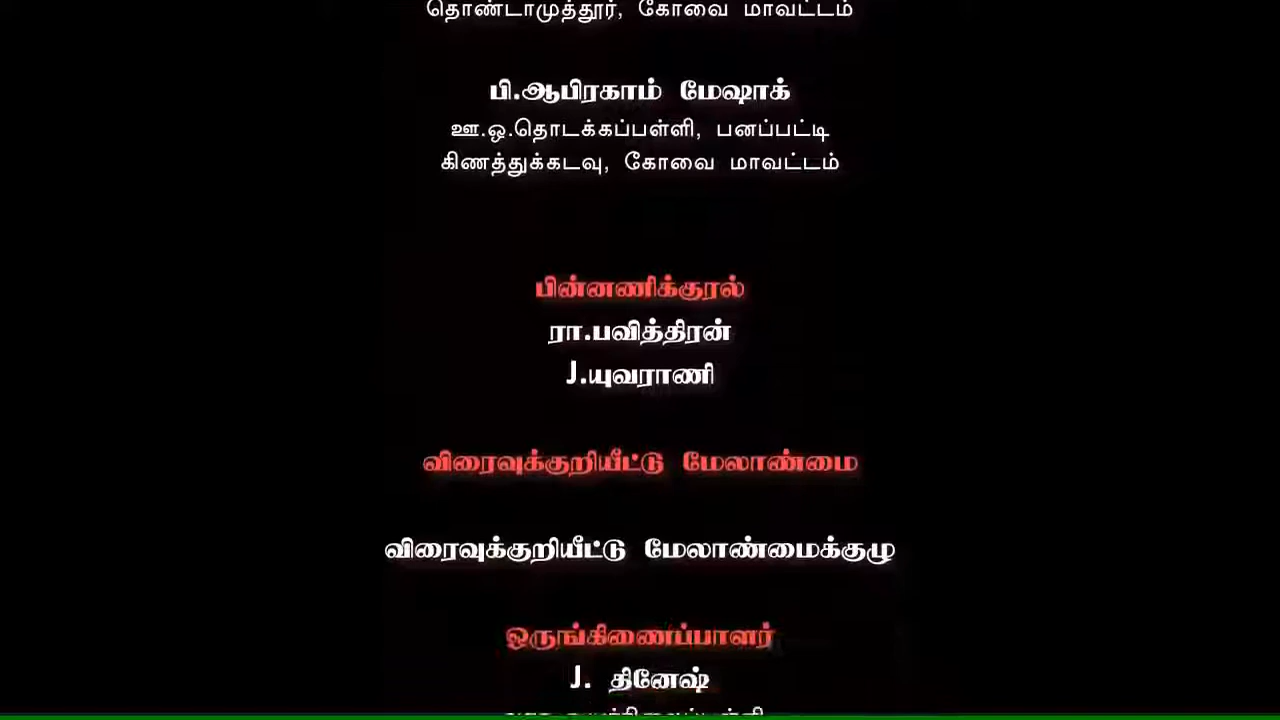 தொண்டாமுத்தூர், கோவை மாவட்டம்
பி.ஆபிரகாம் மேஷாக்
ஊ.ஒ.தொடக்கப்பள்ளி, பனப்பட்டி
கிணத்துக்கடவு, கோவை மாவட்டம்
பின்னணிக்குரல்
ரா.பவித்திரன்
J.யுவராணி
விரைவுக்குறியீட்டு மேலாண்மை
விரைவுக்குறியீட்டு மேலாண்மைக்குழு
ஒருங்கிணைப்பாளர்
J. தினேஷ்